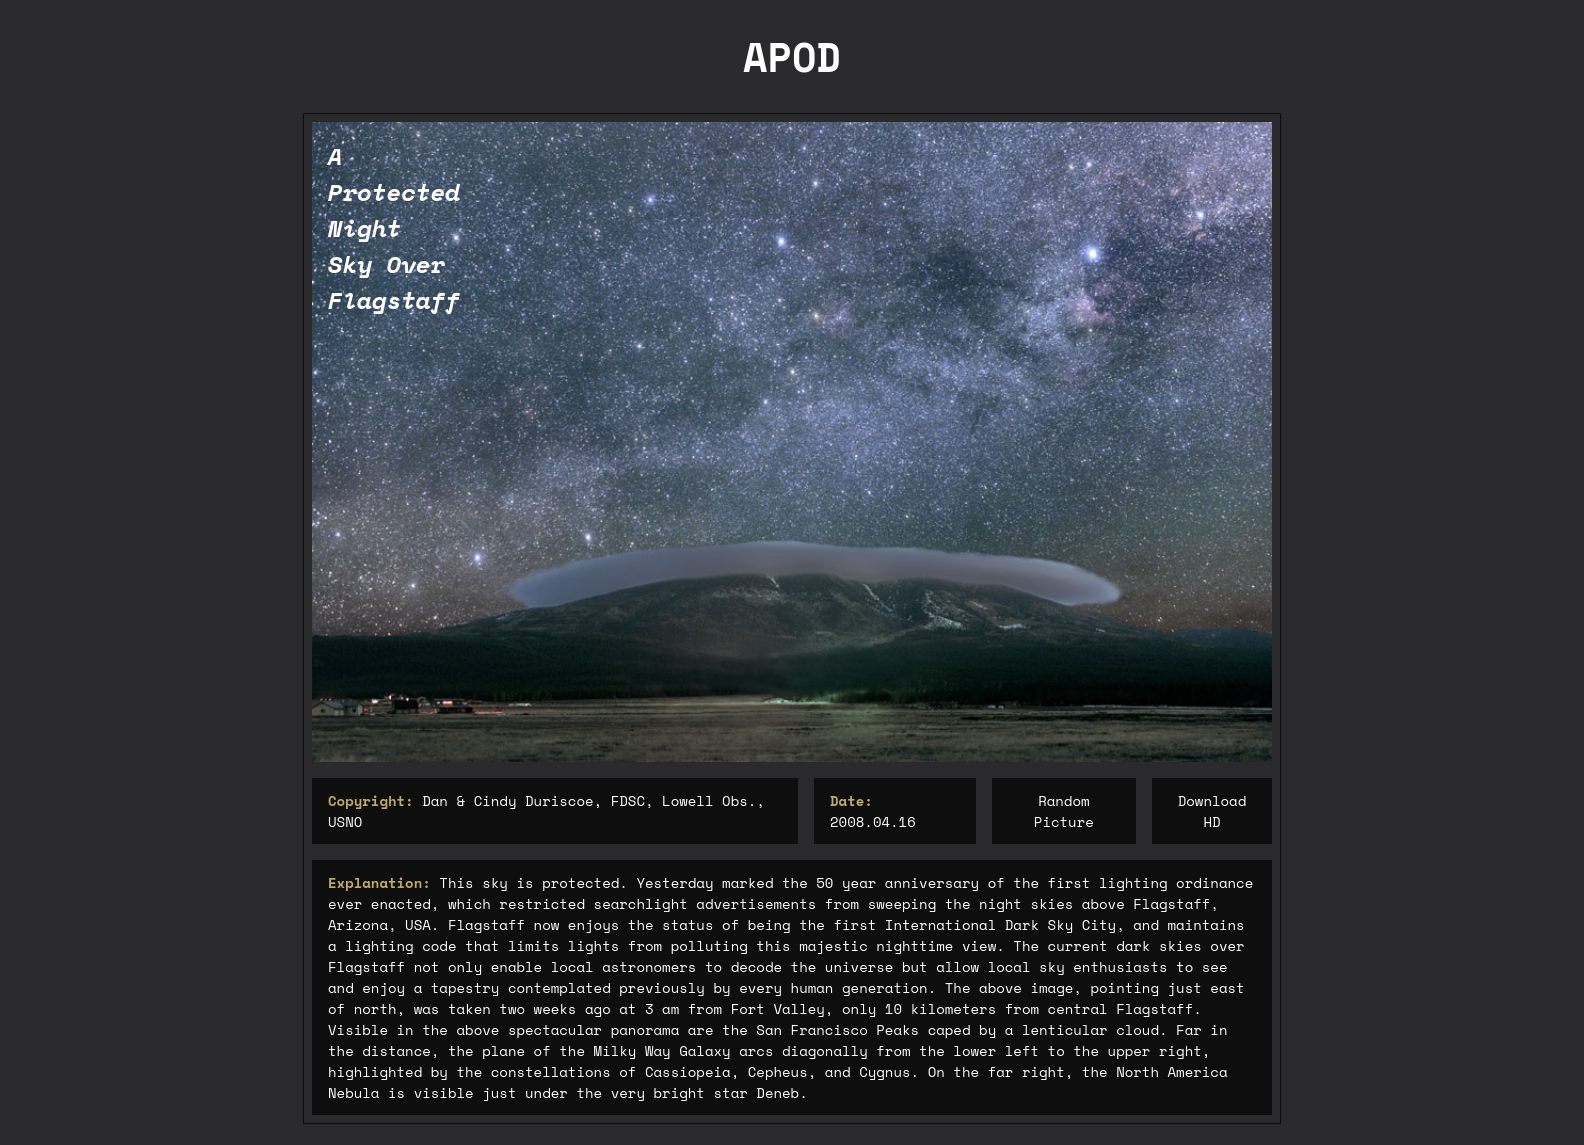 APOD
A
Protected
Night
Sky Over
Flagstaff
Copyright: Dan & Cindy Duriscoe, FDSC, Lowell Obs.,
USNO
Date:
2008.04.16
Random
Picture
Download
HD
Explanation: This sky is protected. Yesterday marked the 50 year anniversary of the first lighting ordinance
ever enacted, which restricted searchlight advertisements from sweeping the night skies above Flagstaff,
Arizona, USA. Flagstaff now enjoys the status of being the first International Dark Sky City, and maintains
a lighting code that limits lights from polluting this majestic nighttime view. The current dark skies over
Flagstaff not only enable local astronomers to decode the universe but allow local sky enthusiasts to see
and enjoy a tapestry contemplated previously by every human generation. The above image, pointing just east
of north, was taken two weeks ago at 3 am from Fort Valley, only 10 kilometers from central Flagstaff.
Visible in the above spectacular panorama are the San Francisco Peaks caped by a lenticular cloud. Far in
the distance, the plane of the Milky Way Galaxy arcs diagonally from the lower left to the upper right,
highlighted by the constellations of Cassiopeia, Cepheus, and Cygnus. On the far right, the North America
Nebula is visible just under the very bright star Deneb.